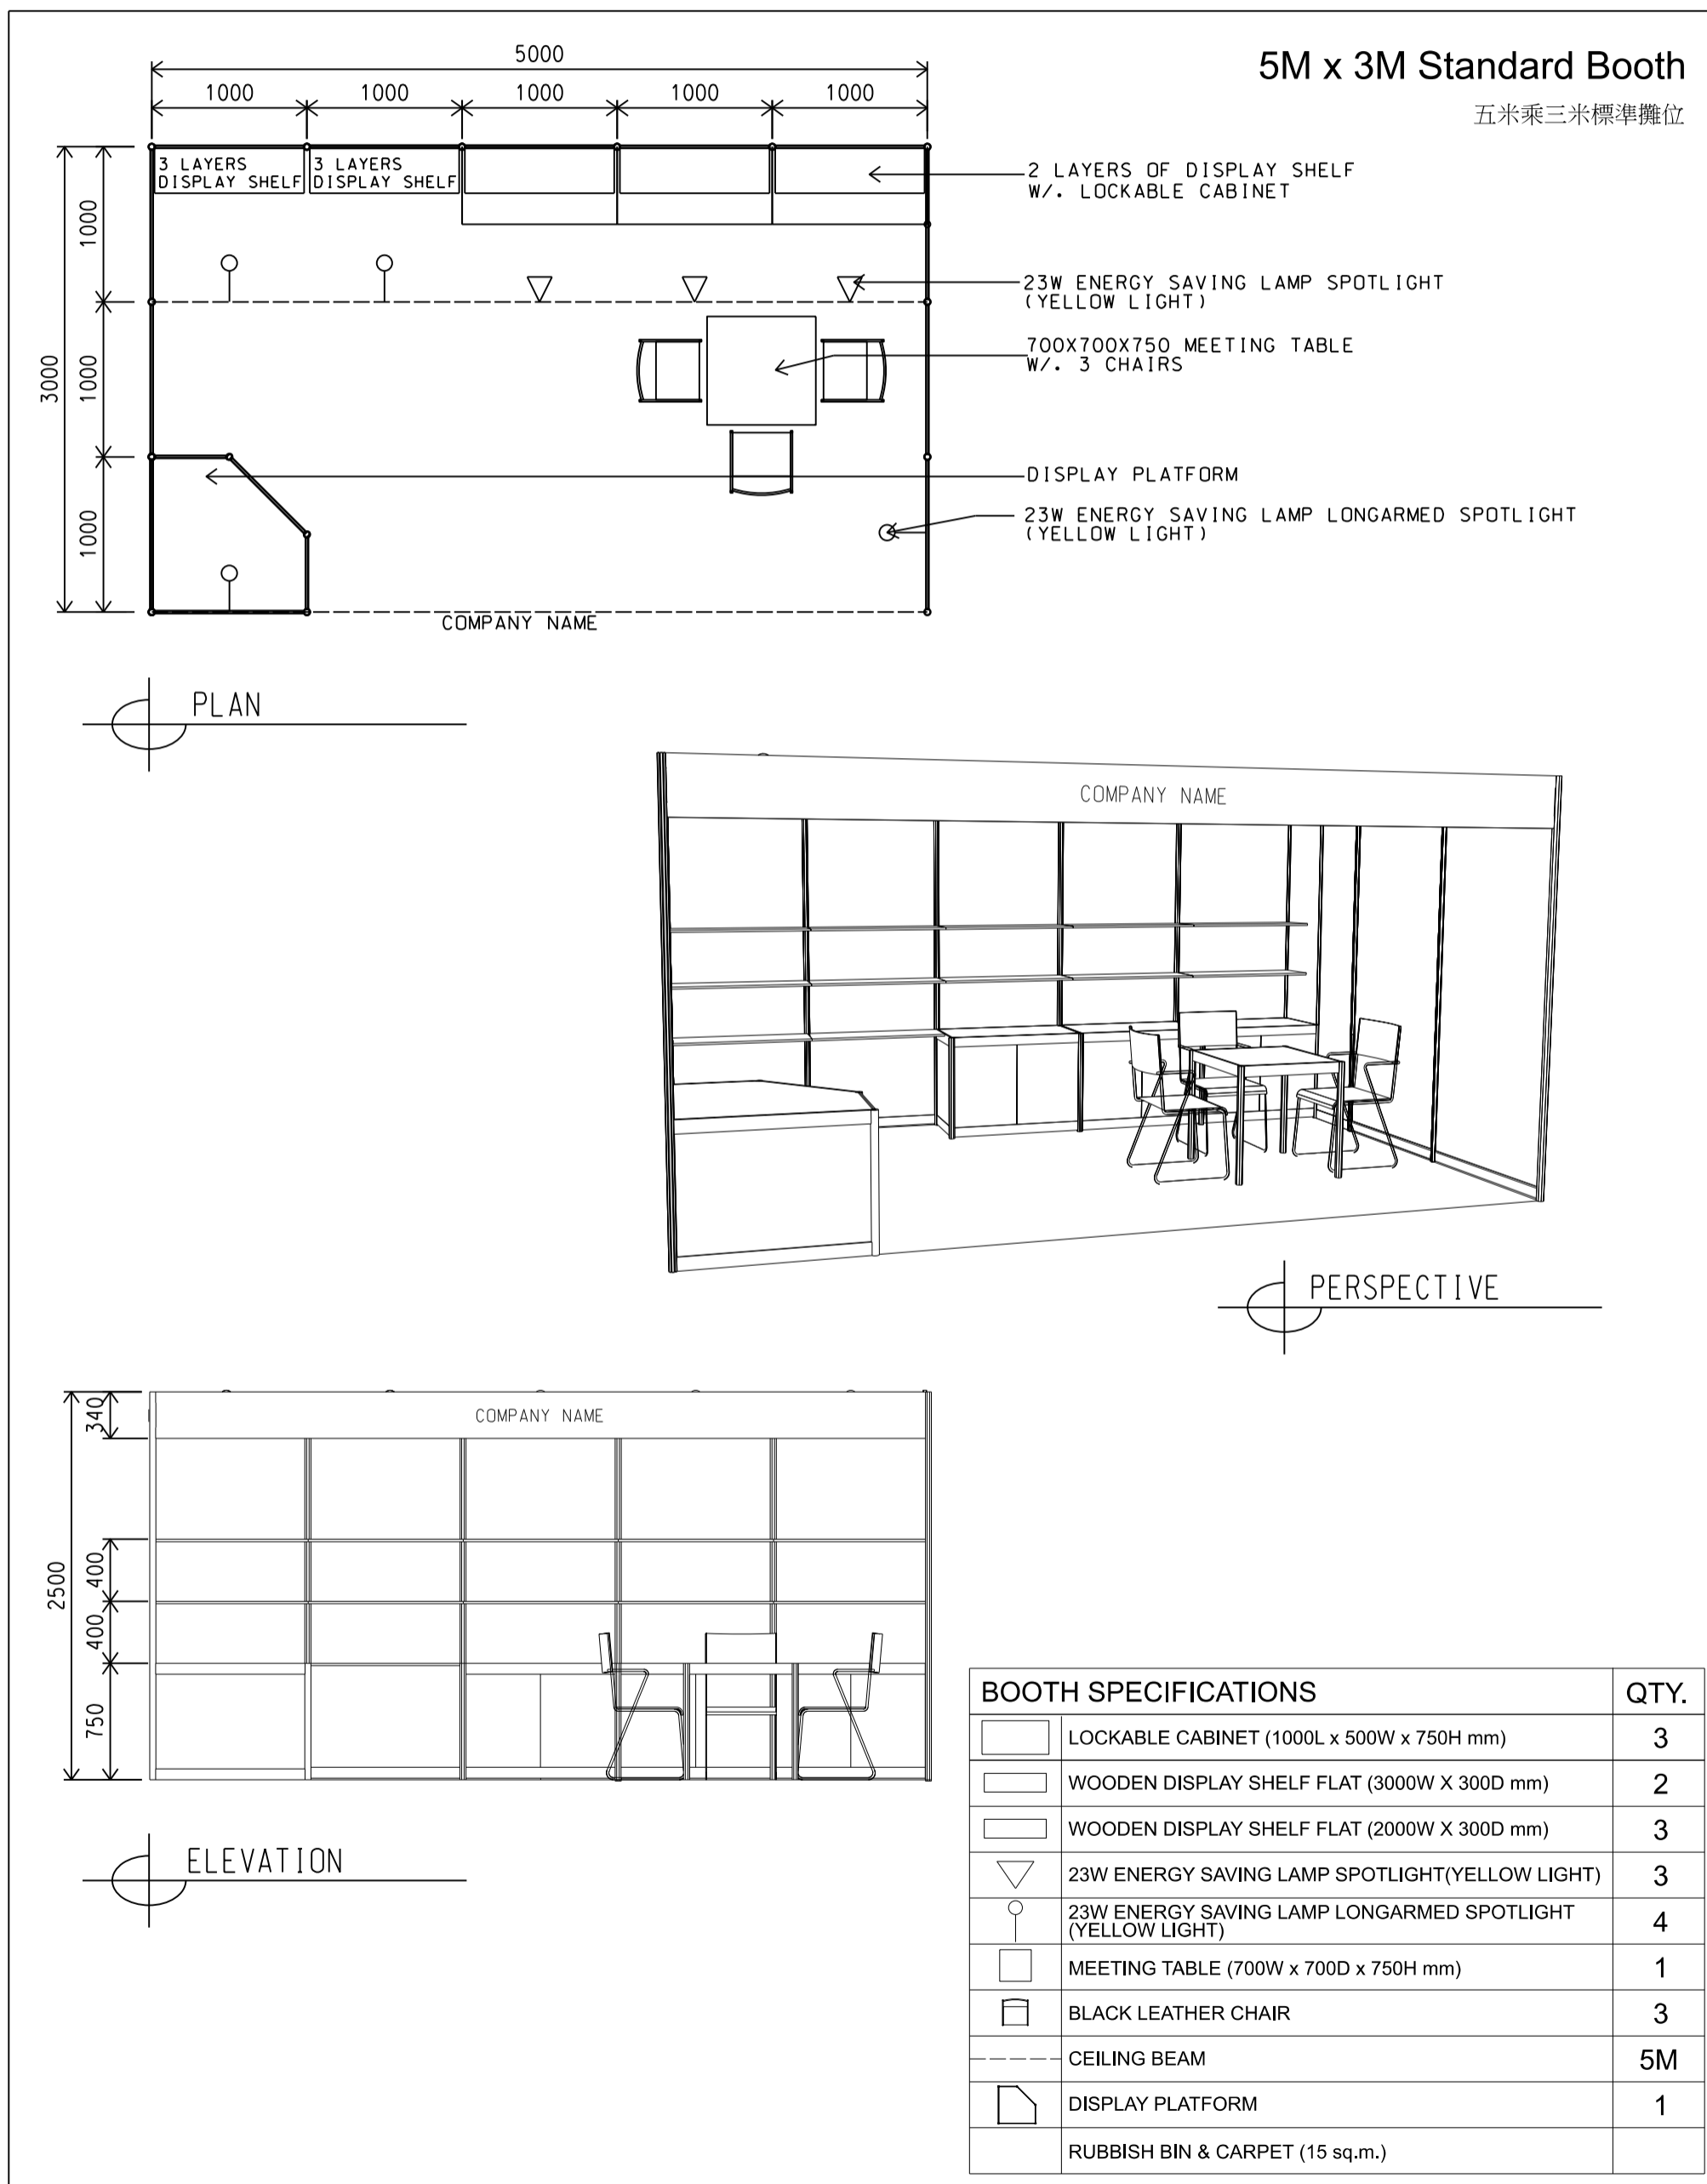 5M x 3M Standard Booth
五米乘三米標準攤位
5000
1000 1000 1000 1000 1000
3000
1000
1000
1000
3 LAYERS
DISPLAY SHELF
3 LAYERS
DISPLAY SHELF
2 LAYERS OF DISPLAY SHELF
W/. LOCKABLE CABINET
23W ENERGY SAVING LAMP SPOTLIGHT
(YELLOW LIGHT)
700X700X750 MEETING TABLE
W/. 3 CHAIRS
DISPLAY PLATFORM
23W ENERGY SAVING LAMP LONGARMED SPOTLIGHT
(YELLOW LIGHT)
COMPANY NAME
PLAN
COMPANY NAME
PERSPECTIVE
2500
340
400
400
750
COMPANY NAME
ELEVATION
BOOTH SPECIFICATIONS QTY.
LOCKABLE CABINET (1000L x 500W x 750H mm) 3
WOODEN DISPLAY SHELF FLAT (3000W X 300D mm) 2
WOODEN DISPLAY SHELF FLAT (2000W X 300D mm) 3
23W ENERGY SAVING LAMP SPOTLIGHT(YELLOW LIGHT) 3
23W ENERGY SAVING LAMP LONGARMED SPOTLIGHT
(YELLOW LIGHT) 4
MEETING TABLE (700W x 700D x 750H mm) 1
BLACK LEATHER CHAIR 3
CEILING BEAM 5M
DISPLAY PLATFORM 1
RUBBISH BIN & CARPET (15 sq.m.)